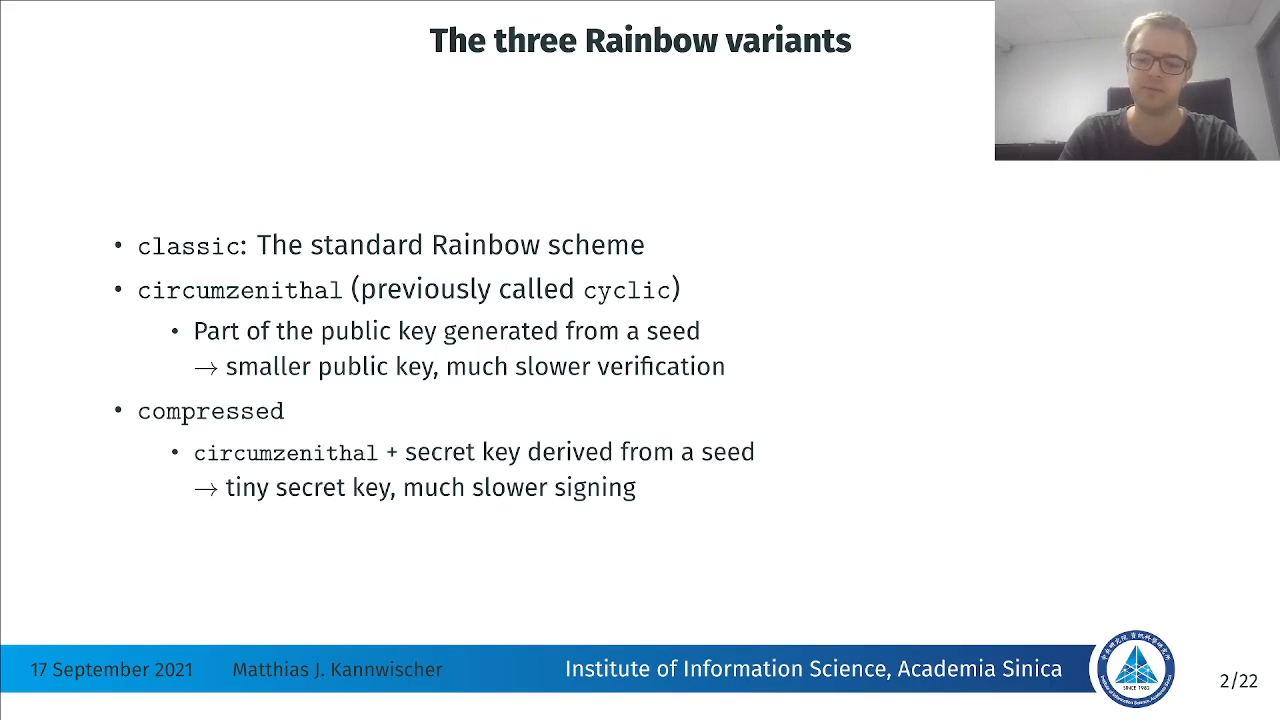 The three Rainbow variants
• classic: The standard Rainbow scheme
• circumzenithal (previously called cyclic)
• Part of the public key generated from a seed
→ smaller public key, much slower verification
• compressed
• circumzenithal + secret key derived from a seed
→ tiny secret key, much slower signing
17 September 2021 Matthias J. Kannwischer Institute of Information Science, Academia Sinica
SINCE 1982
2/22